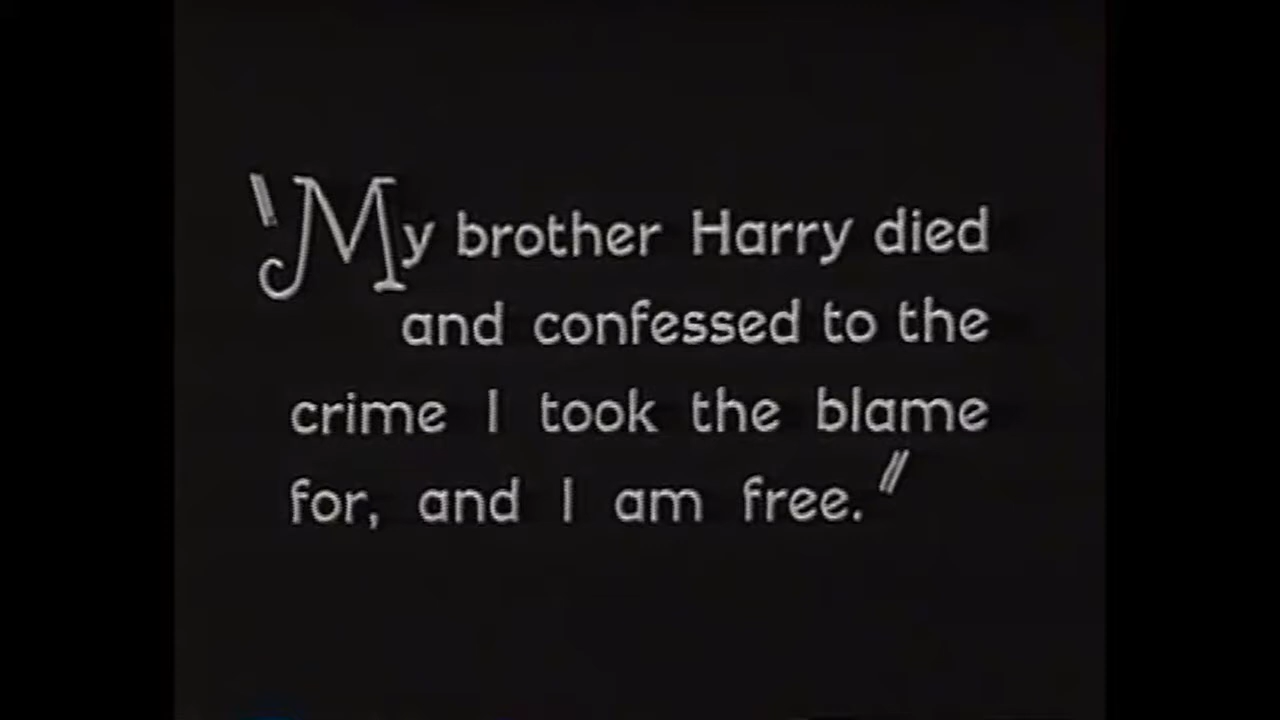 "My brother Harry died
and confessed to the
crime I took the blame
for, and I am free."